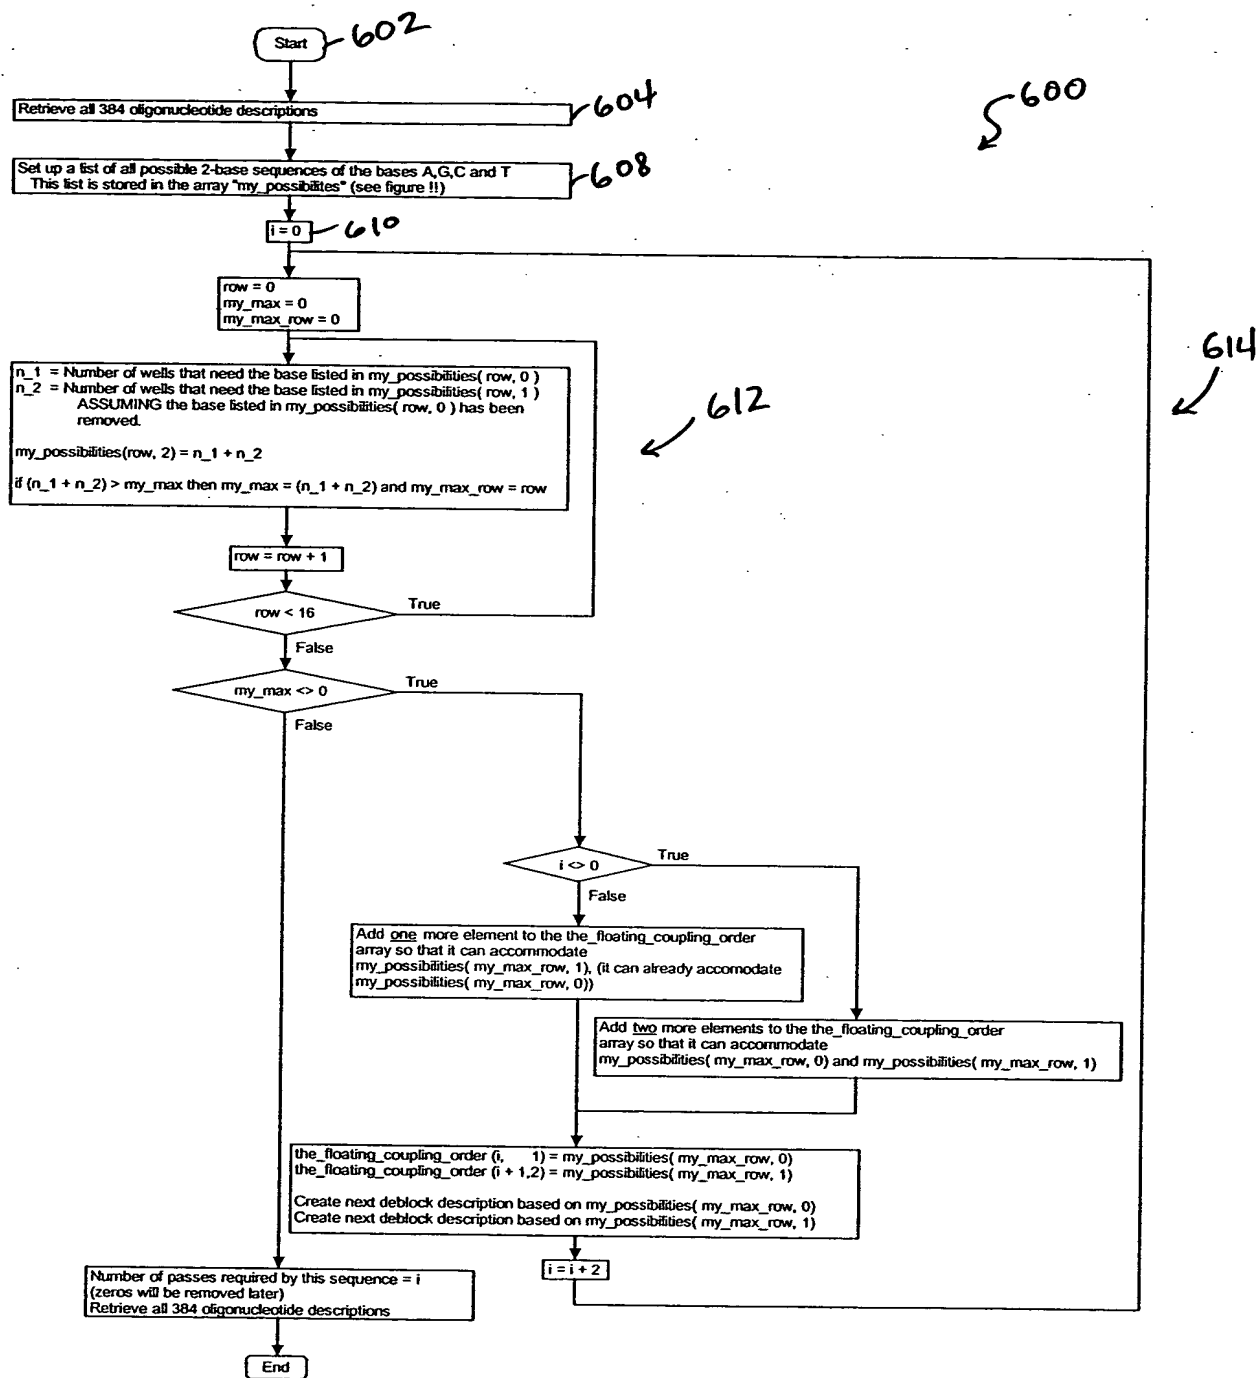 Start
602
Retrieve all 384 oligonucleotide descriptions
604
600
Set up a list of all possible 2-base sequences of the bases A,G,C and T
This list is stored in the array "my_possibilites" (see figure !!)
608
i = 0
610
row = 0
my_max = 0
my_max_row = 0
614
n_1 = Number of wells that need the base listed in my_possibilities( row, 0 )
n_2 = Number of wells that need the base listed in my_possibilities( row, 1 )
ASSUMING the base listed in my_possibilities( row, 0 ) has been
removed.
my_possibilities(row, 2) = n_1 + n_2
if (n_1 + n_2) > my_max then my_max = (n_1 + n_2) and my_max_row = row
612
row = row + 1
row < 16
True
False
my_max <> 0
True
False
i <> 0
True
False
Add one more element to the the_floating_coupling_order
array so that it can accommodate
my_possibilities( my_max_row, 1), (it can already accomodate
my_possibilities( my_max_row, 0))
Add two more elements to the the_floating_coupling_order
array so that it can accommodate
my_possibilities( my_max_row, 0) and my_possibilities( my_max_row, 1)
the_floating_coupling_order (i, 1) = my_possibilities( my_max_row, 0)
the_floating_coupling_order (i + 1,2) = my_possibilities( my_max_row, 1)
Create next deblock description based on my_possibilities( my_max_row, 0)
Create next deblock description based on my_possibilities( my_max_row, 1)
i = i + 2
Number of passes required by this sequence = i
(zeros will be removed later)
Retrieve all 384 oligonucleotide descriptions
End